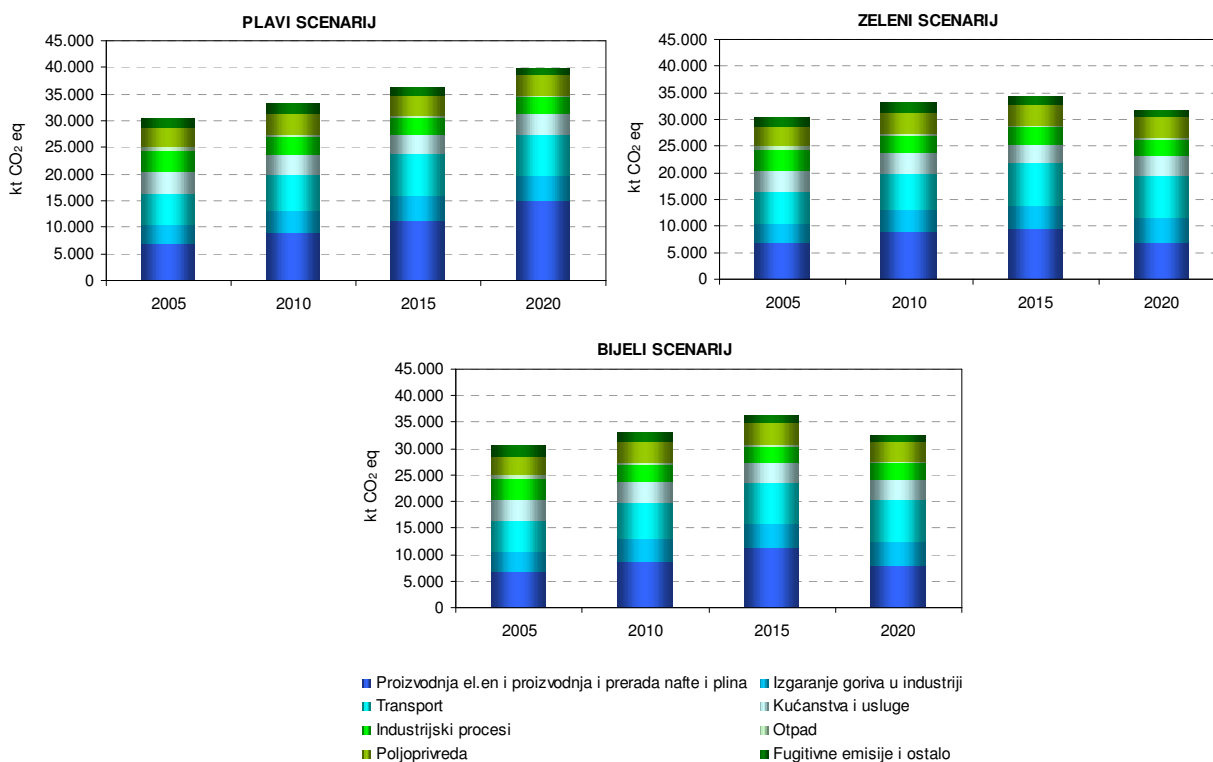 PLAVI SCENARIJ
45.000
40.000
35.000
30.000
25.000
20.000
15.000
10.000
5.000
0
kt CO₂ eq
2005 2010 2015 2020
ZELENI SCENARIJ
45.000
40.000
35.000
30.000
25.000
20.000
15.000
10.000
5.000
0
kt CO₂ eq
2005 2010 2015 2020
BIJELI SCENARIJ
45.000
40.000
35.000
30.000
25.000
20.000
15.000
10.000
5.000
0
kt CO₂ eq
2005 2010 2015 2020
Proizvodnja el.en i proizvodnja i prerada nafte i plina
Izgaranje goriva u industriji
Transport
Kućanstva i usluge
Industrijski procesi
Otpad
Poljoprivreda
Fugitivne emisije i ostalo